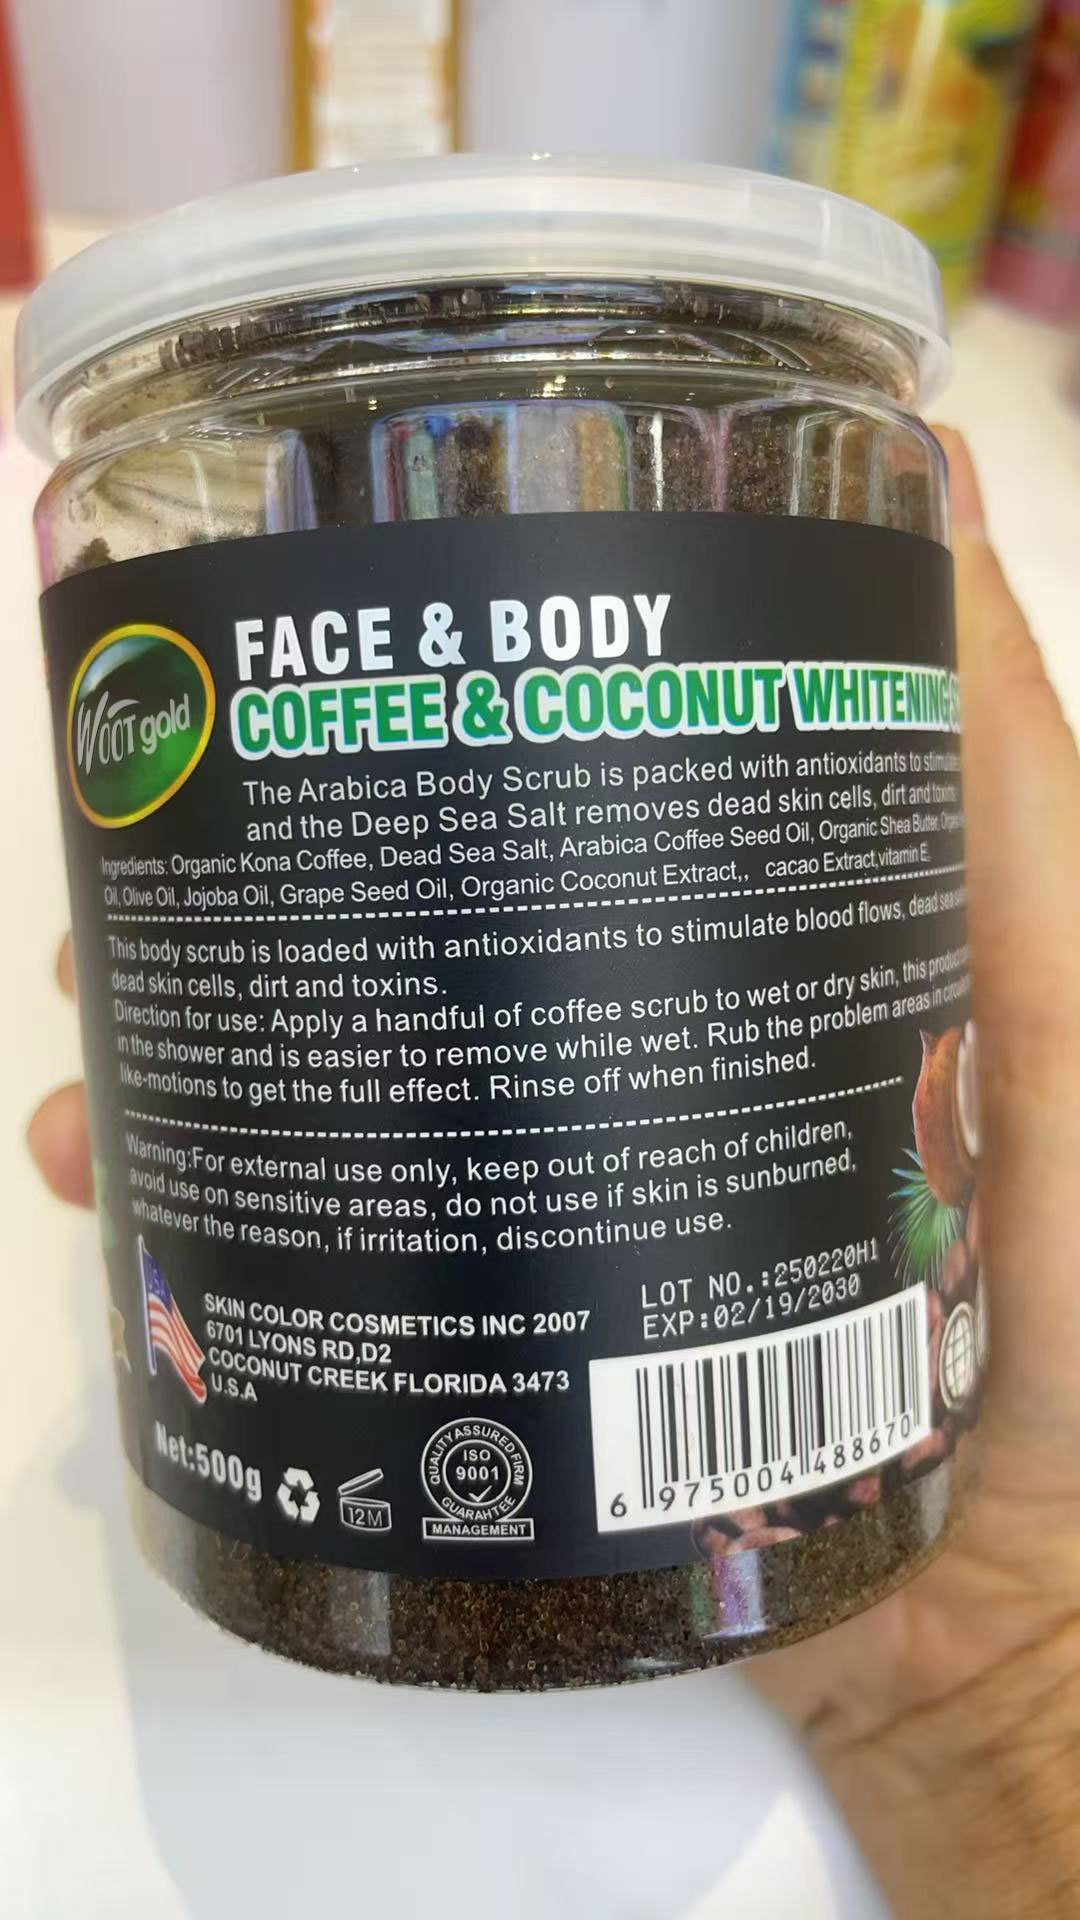 WOOT gold
FACE & BODY
COFFEE & COCONUT WHITENING
The Arabica Body Scrub is packed with antioxidants to
and the Deep Sea Salt removes dead skin cells, dirt and toxins
Ingredients: Organic Kona Coffee, Dead Sea Salt, Arabica Coffee Seed Oil, Organic Shea Butter,
Oil, Olive Oil, Jojoba Oil, Grape Seed Oil, Organic Coconut Extract,, cacao Extract,vitamin E
This body scrub is loaded with antioxidants to stimulate blood flows, dead sea
dead skin cells, dirt and toxins.
Direction for use: Apply a handful of coffee scrub to wet or dry skin, this product
in the shower and is easier to remove while wet. Rub the problem areas in
like-motions to get the full effect. Rinse off when finished.
Warning:For external use only, keep out of reach of children,
avoid use on sensitive areas, do not use if skin is sunburned,
whatever the reason, if irritation, discontinue use.
LOT NO.:250220H1
EXP:02/19/2030
USA
SKIN COLOR COSMETICS INC 2007
6701 LYONS RD,D2
COCONUT CREEK FLORIDA 3473
U.S.A
Net:500g
12M
QUALITY ASSURED FIRM
ISO
9001
GUARAHTEE
MANAGEMENT
6 975004 488670